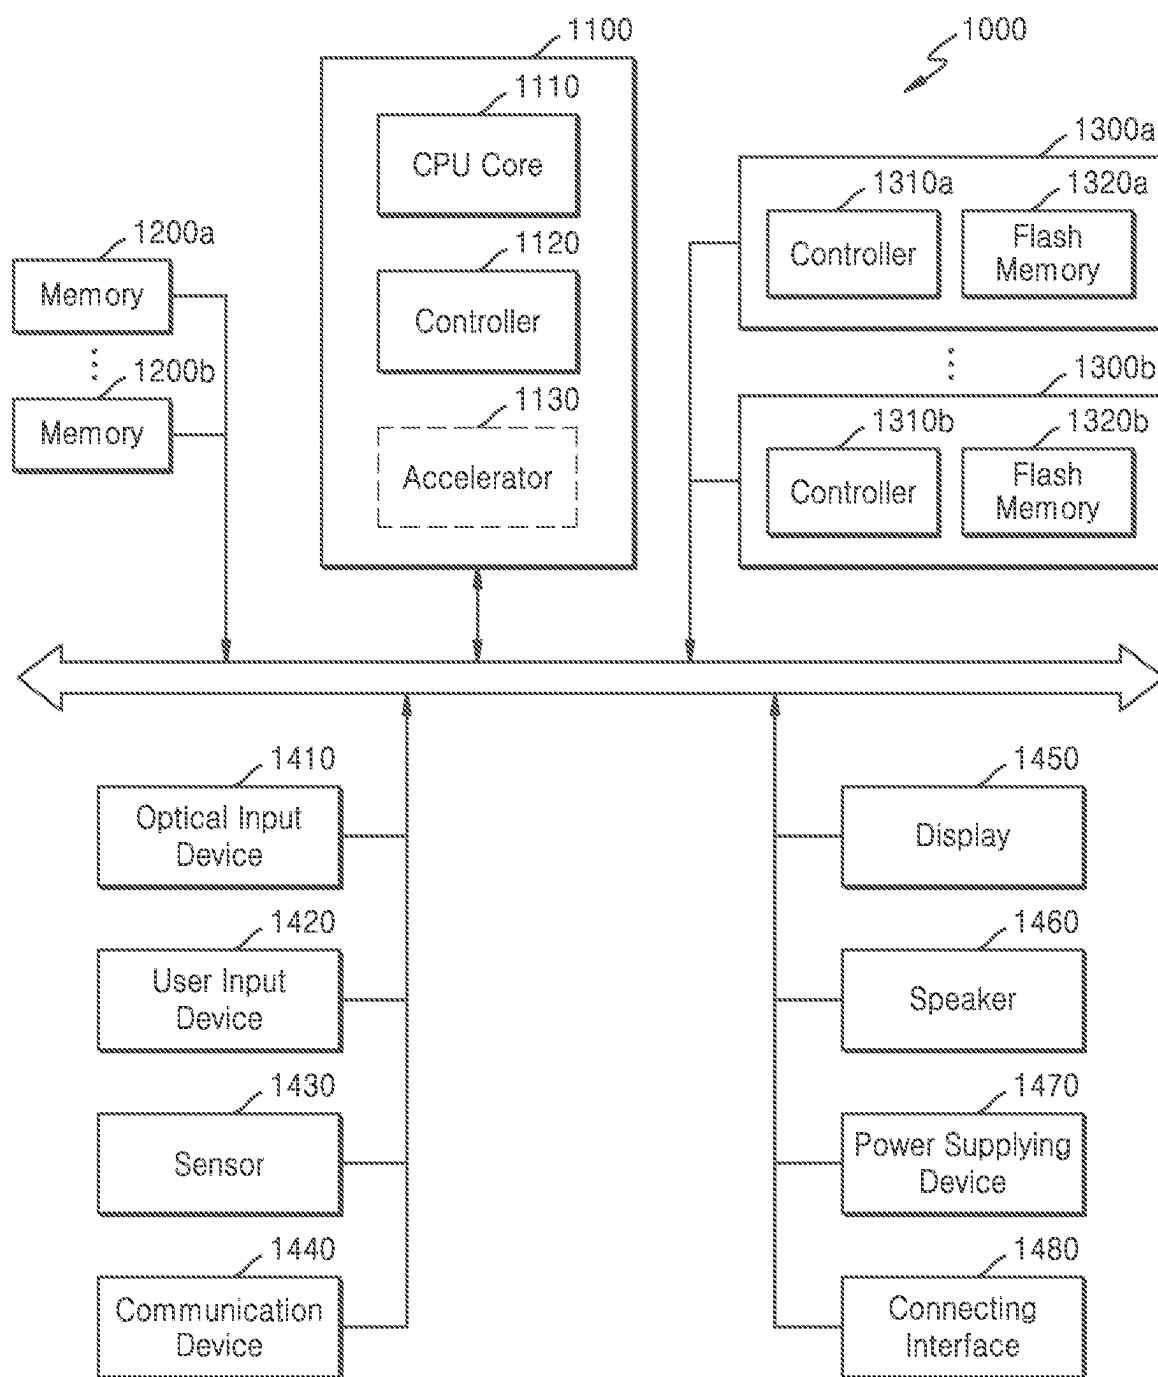 1100
1000
1110
CPU Core
1300a
1310a
1320a
Controller
Flash
Memory
1200a
Memory
1120
Controller
1200b
Memory
1300b
1310b
1320b
Controller
Flash
Memory
1130
Accelerator
1410
Optical Input
Device
1450
Display
1420
User Input
Device
1460
Speaker
1430
Sensor
1470
Power Supplying
Device
1440
Communication
Device
1480
Connecting
Interface